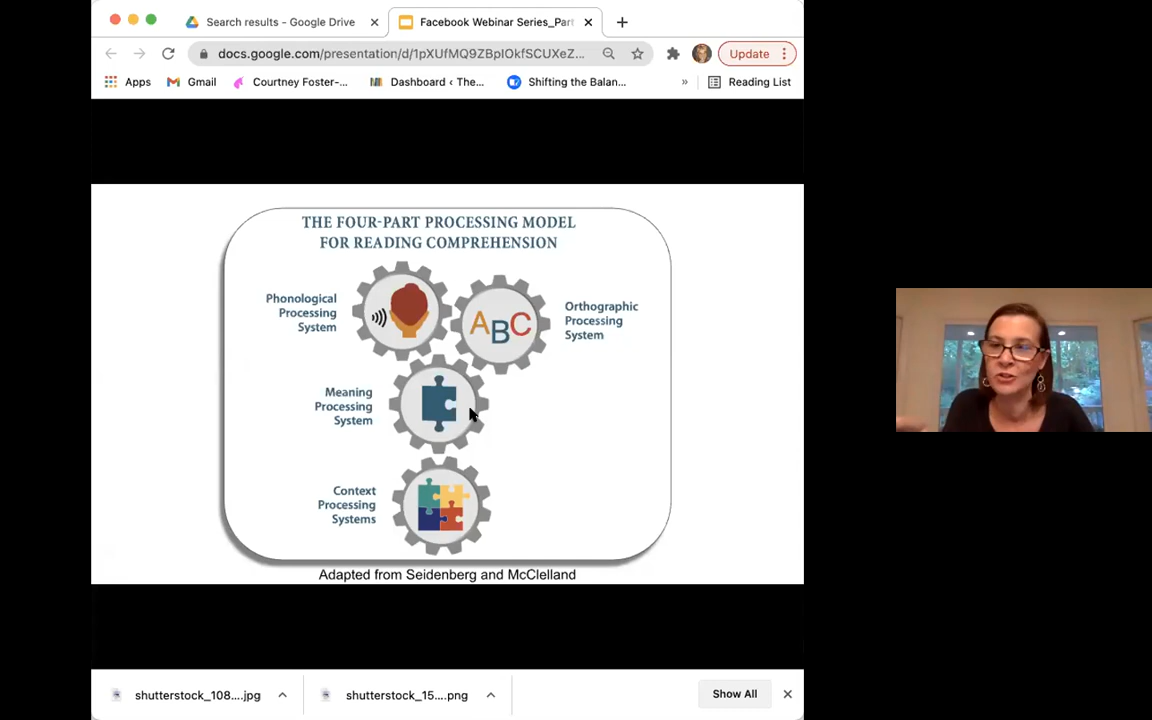 Search results - Google Drive
Facebook Webinar Series_Part
docs.google.com/presentation/d/1pXUfMQ9ZBpIOkfSCUXeZ...
Update
Apps
Gmail
Courtney Foster-...
Dashboard ‹ The...
Shifting the Balan...
»
Reading List
THE FOUR-PART PROCESSING MODEL
FOR READING COMPREHENSION
Phonological
Processing
System
ABC
Orthographic
Processing
System
Meaning
Processing
System
Context
Processing
Systems
Adapted from Seidenberg and McClelland
shutterstock_108....jpg
shutterstock_15....png
Show All